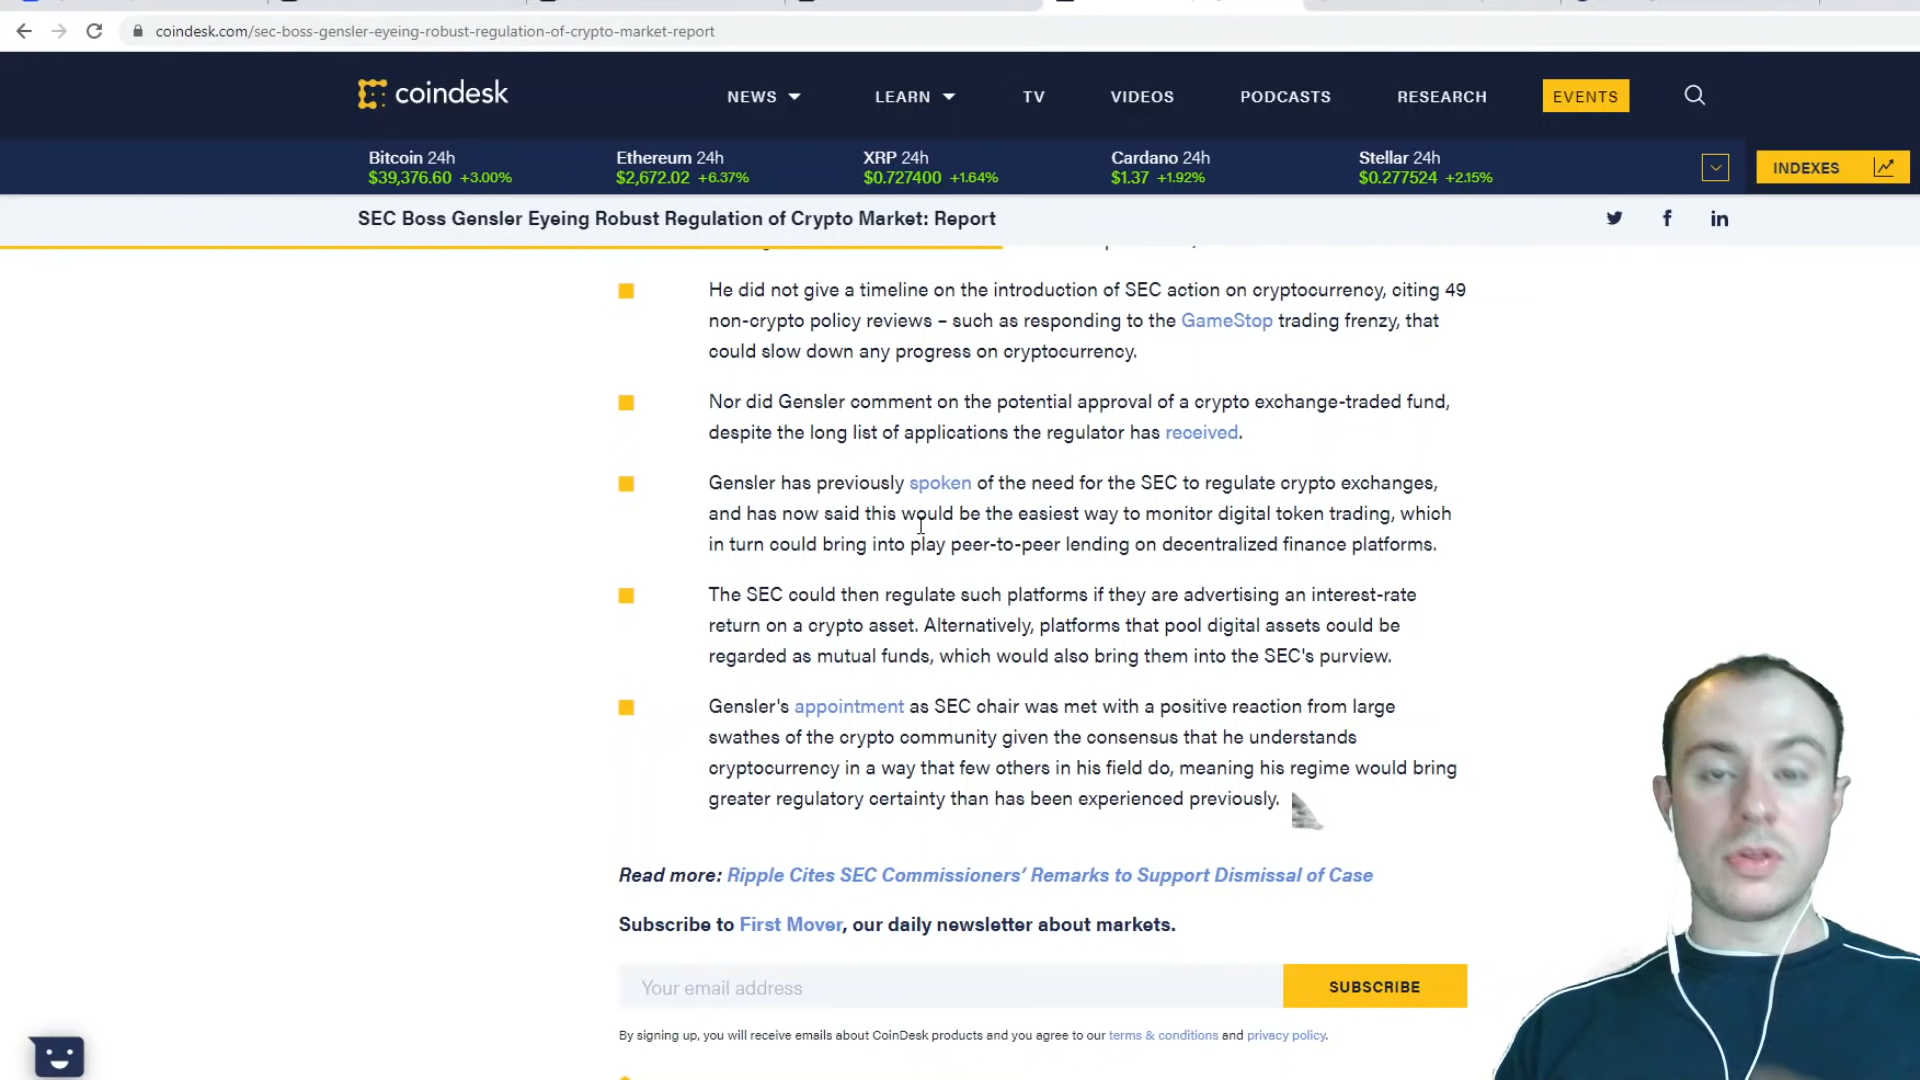 coindesk.com/sec-boss-gensler-eyeing-robust-regulation-of-crypto-market-report
coindesk
NEWS
LEARN
TV
VIDEOS
PODCASTS
RESEARCH
EVENTS
Bitcoin 24h
$39,376.60 +3.00%
Ethereum 24h
$2,672.02 +6.37%
XRP 24h
$0.727400 +1.64%
Cardano 24h
$1.37 +1.92%
Stellar 24h
$0.277524 +2.15%
INDEXES
SEC Boss Gensler Eyeing Robust Regulation of Crypto Market: Report
He did not give a timeline on the introduction of SEC action on cryptocurrency, citing 49
non-crypto policy reviews – such as responding to the GameStop trading frenzy, that
could slow down any progress on cryptocurrency.
Nor did Gensler comment on the potential approval of a crypto exchange-traded fund,
despite the long list of applications the regulator has received.
Gensler has previously spoken of the need for the SEC to regulate crypto exchanges,
and has now said this would be the easiest way to monitor digital token trading, which
in turn could bring into play peer-to-peer lending on decentralized finance platforms.
The SEC could then regulate such platforms if they are advertising an interest-rate
return on a crypto asset. Alternatively, platforms that pool digital assets could be
regarded as mutual funds, which would also bring them into the SEC's purview.
Gensler's appointment as SEC chair was met with a positive reaction from large
swathes of the crypto community given the consensus that he understands
cryptocurrency in a way that few others in his field do, meaning his regime would bring
greater regulatory certainty than has been experienced previously.
Read more: Ripple Cites SEC Commissioners’ Remarks to Support Dismissal of Case
Subscribe to First Mover, our daily newsletter about markets.
Your email address
SUBSCRIBE
By signing up, you will receive emails about CoinDesk products and you agree to our terms & conditions and privacy policy.